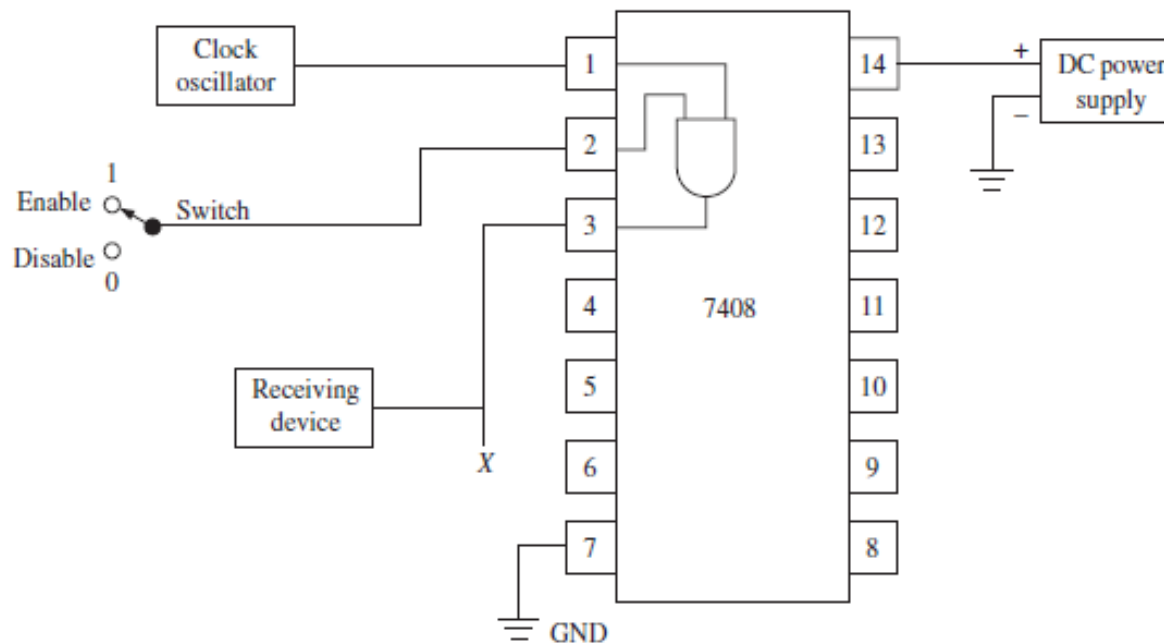 Clock
oscillator
1
14
+
−
DC power
supply
2
13
1
Enable
Switch
Disable
0
3
12
4
7408
11
Receiving
device
5
10
X
6
9
7
8
GND